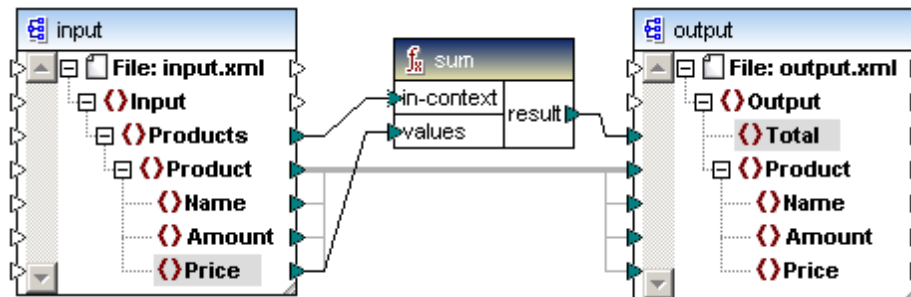 input
File: input.xml
Input
Products
Product
Name
Amount
Price
fx sum
in-context
values
result
output
File: output.xml
Output
Total
Product
Name
Amount
Price